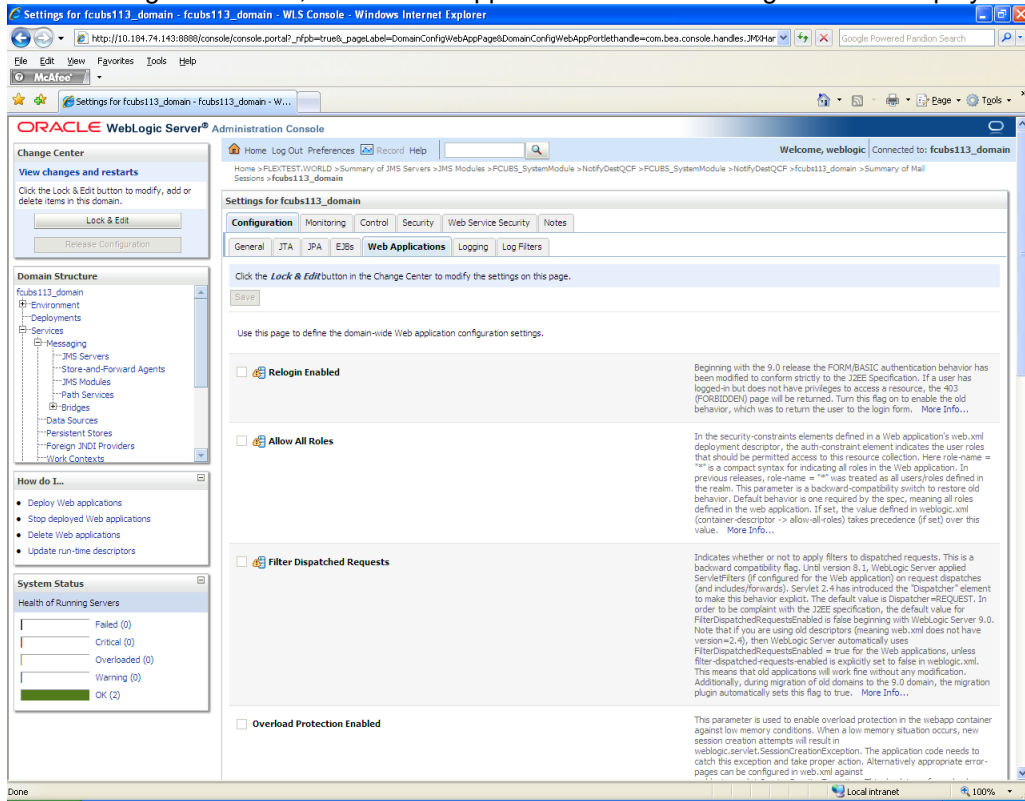 Settings for fcubs113_domain - fcubs113_domain - WLS Console - Windows Internet Explorer
http://10.184.74.143:8888/console/console.portal?_nfpb=true&_pageLabel=DomainConfigWebAppPage&DomainConfigWebAppPortlethandle=com.bea.console.handles.JMXHar
Google Powered Pandion Search
File Edit View Favorites Tools Help
McAfee
Settings for fcubs113_domain - fcubs113_domain - W...
Page Tools
ORACLE WebLogic Server® Administration Console
Change Center
View changes and restarts
Click the Lock & Edit button to modify, add or
delete items in this domain.
Lock & Edit
Release Configuration
Domain Structure
fcubs113_domain
Environment
Deployments
Services
Messaging
JMS Servers
Store-and-Forward Agents
JMS Modules
Path Services
Bridges
Data Sources
Persistent Stores
Foreign JNDI Providers
Work Contexts
How do I...
Deploy Web applications
Stop deployed Web applications
Delete Web applications
Update run-time descriptors
System Status
Health of Running Servers
Failed (0)
Critical (0)
Overloaded (0)
Warning (0)
OK (2)
Home Log Out Preferences Record Help
Welcome, weblogic Connected to: fcubs113_domain
Home >FLEXTEST.WORLD >Summary of JMS Servers >JMS Modules >FCUBS_SystemModule >NotifyDestQCF >FCUBS_SystemModule >NotifyDestQCF >fcubs113_domain >Summary of Mail
Sessions >fcubs113_domain
Settings for fcubs113_domain
Configuration Monitoring Control Security Web Service Security Notes
General JTA JPA EJBs Web Applications Logging Log Filters
Click the Lock & Edit button in the Change Center to modify the settings on this page.
Save
Use this page to define the domain-wide Web application configuration settings.
Relogin Enabled
Beginning with the 9.0 release the FORM/BASIC authentication behavior has
been modified to conform strictly to the J2EE Specification. If a user has
logged-in but does not have privileges to access a resource, the 403
(FORBIDDEN) page will be returned. Turn this flag on to enable the old
behavior, which was to return the user to the login form. More Info...
Allow All Roles
In the security-constraints elements defined in a Web application's web.xml
deployment descriptor, the auth-constraint element indicates the user roles
that should be permitted access to this resource collection. Here role-name =
"*" is a compact syntax for indicating all roles in the Web application. In
previous releases, role-name = "*" was treated as all users/roles defined in
the realm. This parameter is a backward-compatibility switch to restore old
behavior. Default behavior is one required by the spec, meaning all roles
defined in the web application. If set, the value defined in weblogic.xml
(container-descriptor -> allow-all-roles) takes precedence (if set) over this
value. More Info...
Filter Dispatched Requests
Indicates whether or not to apply filters to dispatched requests. This is a
backward compatibility flag. Until version 8.1, WebLogic Server applied
ServletFilters (if configured for the Web application) on request dispatches
(and includes/forwards). Servlet 2.4 has introduced the "Dispatcher" element
to make this behavior explicit. The default value is Dispatcher=REQUEST. In
order to be complaint with the J2EE specification, the default value for
FilterDispatchedRequestsEnabled is false beginning with WebLogic Server 9.0.
Note that if you are using old descriptors (meaning web.xml does not have
version=2.4), then WebLogic Server automatically uses
FilterDispatchedRequestsEnabled = true for the Web applications, unless
filter-dispatched-requests-enabled is explicitly set to false in weblogic.xml.
This means that old applications will work fine without any modification.
Additionally, during migration of old domains to the 9.0 domain, the migration
plugin automatically sets this flag to true. More Info...
Overload Protection Enabled
This parameter is used to enable overload protection in the webapp container
against low memory conditions. When a low memory situation occurs, new
session creation attempts will result in
weblogic.servlet.SessionCreationException. The application code needs to
catch this exception and take proper action. Alternatively appropriate error-
pages can be configured in web.xml against
Done
Local intranet
100%